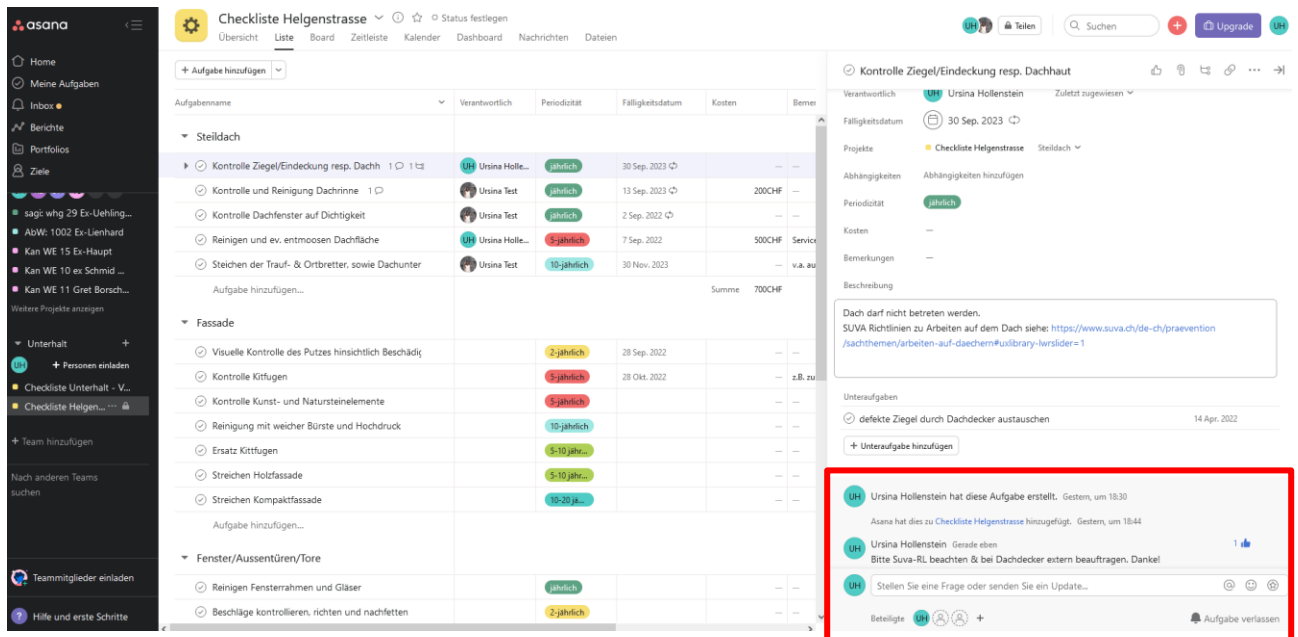 asana
Home
Meine Aufgaben
Inbox
Berichte
Portfolios
Ziele
sagi: whg 29 Ex-Uehling...
AbW: 1002 Ex-Lienhard
Kan WE 15 Ex-Haupt
Kan WE 10 ex Schmid ...
Kan WE 11 Gret Borsch...
Weitere Projekte anzeigen
Unterhalt +
UH + Personen einladen
Checkliste Unterhalt - V...
Checkliste Helgen... ...
+ Team hinzufügen
Nach anderen Teams
suchen
Teammitglieder einladen
? Hilfe und erste Schritte
Checkliste Helgenstrasse Status festlegen
Übersicht Liste Board Zeitleiste Kalender Dashboard Nachrichten Dateien
UH Teilen Suchen + Upgrade UH
+ Aufgabe hinzufügen
Aufgabenname Verantwortlich Periodizität Fälligkeitsdatum Kosten Bemer
Steildach
Kontrolle Ziegel/Eindeckung resp. Dachh 1 1 UH Ursina Holle... jährlich 30 Sep. 2023 — —
Kontrolle und Reinigung Dachrinne 1 Ursina Test jährlich 13 Sep. 2023 200CHF —
Kontrolle Dachfenster auf Dichtigkeit Ursina Test jährlich 2 Sep. 2022 — —
Reinigen und ev. entmoosen Dachfläche UH Ursina Holle... 5-jährlich 7 Sep. 2022 500CHF Service
Steichen der Trauf- & Ortbretter, sowie Dachunter Ursina Test 10-jährlich 30 Nov. 2023 — v.a. au
Aufgabe hinzufügen... Summe 700CHF
Fassade
Visuelle Kontrolle des Putzes hinsichtlich Beschädig 2-jährlich 28 Sep. 2022 — —
Kontrolle Kitfugen 5-jährlich 28 Okt. 2022 — z.B. zu
Kontrolle Kunst- und Natursteinelemente 5-jährlich — —
Reinigung mit weicher Bürste und Hochdruck 10-jährlich — —
Ersatz Kittfugen 5-10 jähr... — —
Streichen Holzfassade 5-10 jähr... — —
Streichen Kompaktfassade 10-20 jä... — —
Aufgabe hinzufügen...
Fenster/Aussentüren/Tore
Reinigen Fensterrahmen und Gläser jährlich — —
Beschläge kontrollieren, richten und nachfetten 2-jährlich — —
Kontrolle Ziegel/Eindeckung resp. Dachhaut
Verantwortlich UH Ursina Hollenstein Zuletzt zugewiesen
Fälligkeitsdatum 30 Sep. 2023
Projekte Checkliste Helgenstrasse Steildach
Abhängigkeiten Abhängigkeiten hinzufügen
Periodizität jährlich
Kosten —
Bemerkungen —
Beschreibung
Dach darf nicht betreten werden.
SUVA Richtlinien zu Arbeiten auf dem Dach siehe: https://www.suva.ch/de-ch/praevention
/sachthemen/arbeiten-auf-daechern#uxlibrary-lwrslider=1
Unteraufgaben
defekte Ziegel durch Dachdecker austauschen 14 Apr. 2022
+ Unteraufgabe hinzufügen
UH Ursina Hollenstein hat diese Aufgabe erstellt. Gestern, um 18:30
Asana hat dies zu Checkliste Helgenstrasse hinzugefügt. Gestern, um 18:44
UH Ursina Hollenstein Gerade eben 1
Bitte Suva-RL beachten & bei Dachdecker extern beauftragen. Danke!
UH Stellen Sie eine Frage oder senden Sie ein Update... @
Beteiligte UH + Aufgabe verlassen